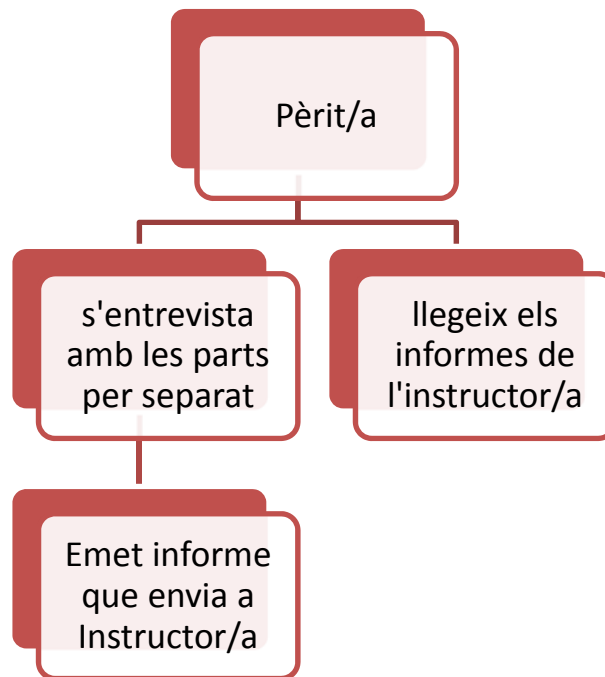 Pèrit/a
s'entrevista
amb les parts
per separat
llegeix els
informes de
l'instructor/a
Emet informe
que envia a
Instructor/a